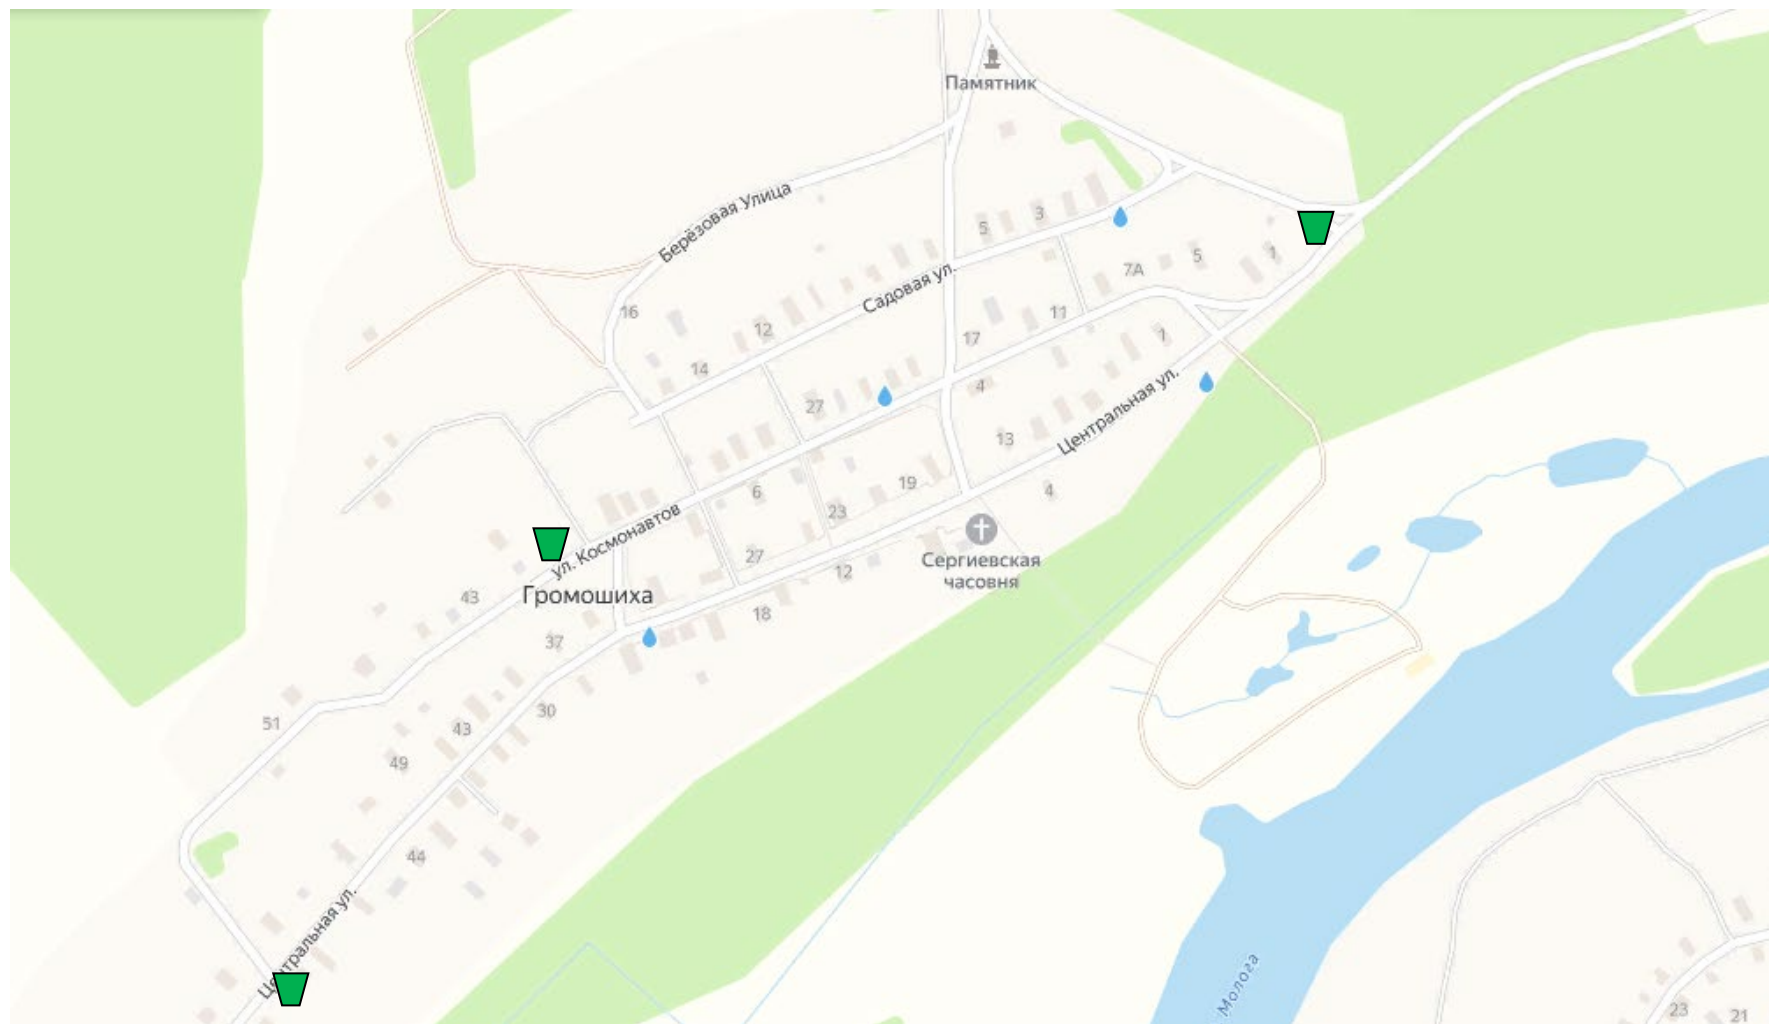 Памятник
Берёзовая Улица
3
5
5
1
7А
Садовая ул.
16
12
11
17
1
14
4
27
Центральная ул.
13
19
4
6
23
ул. Космонавтов
27
12
Сергиевская
часовня
43
Громошиха
18
37
30
51
43
49
44
Центральная ул.
Молога
23
21